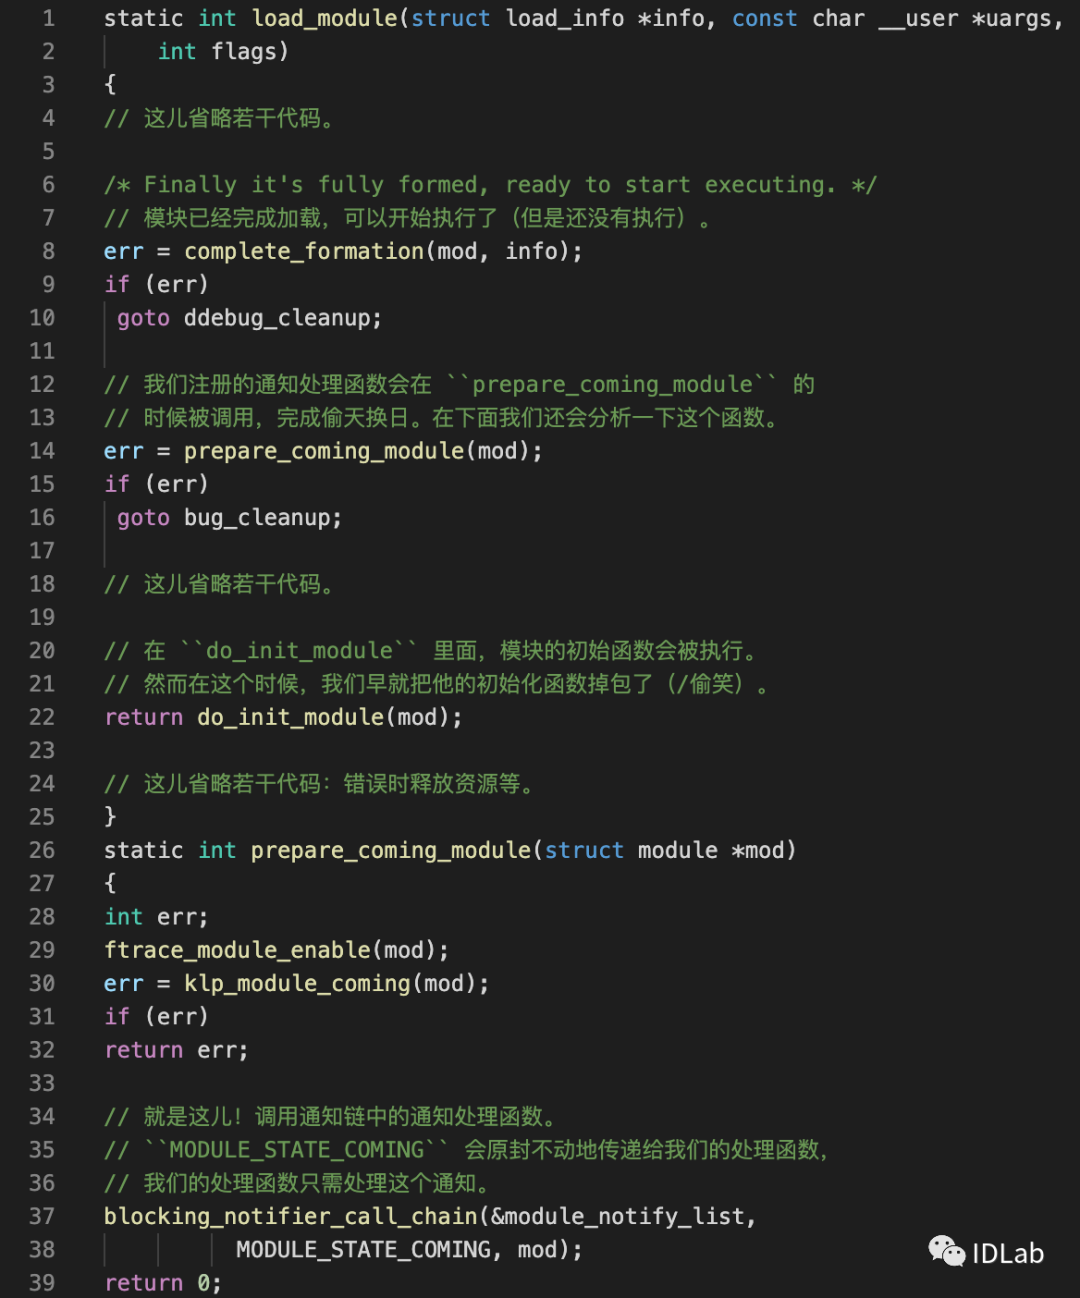 1 static int load_module(struct load_info *info, const char __user *uargs,
2 int flags)
3 {
4 // 这儿省略若干代码。
5
6 /* Finally it's fully formed, ready to start executing. */
7 // 模块已经完成加载，可以开始执行了（但是还没有执行）。
8 err = complete_formation(mod, info);
9 if (err)
10 goto ddebug_cleanup;
11
12 // 我们注册的通知处理函数会在 ``prepare_coming_module`` 的
13 // 时候被调用，完成偷天换日。在下面我们还会分析一下这个函数。
14 err = prepare_coming_module(mod);
15 if (err)
16 goto bug_cleanup;
17
18 // 这儿省略若干代码。
19
20 // 在 ``do_init_module`` 里面，模块的初始函数会被执行。
21 // 然而在这个时候，我们早就把他的初始化函数掉包了（/偷笑）。
22 return do_init_module(mod);
23
24 // 这儿省略若干代码：错误时释放资源等。
25 }
26 static int prepare_coming_module(struct module *mod)
27 {
28 int err;
29 ftrace_module_enable(mod);
30 err = klp_module_coming(mod);
31 if (err)
32 return err;
33
34 // 就是这儿！调用通知链中的通知处理函数。
35 // ``MODULE_STATE_COMING`` 会原封不动地传递给我们的处理函数，
36 // 我们的处理函数只需处理这个通知。
37 blocking_notifier_call_chain(&module_notify_list,
38 MODULE_STATE_COMING, mod);
39 return 0;
IDLab